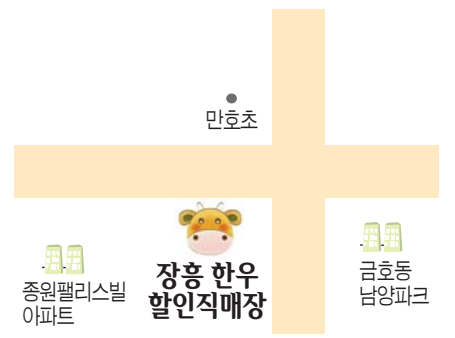 만호초
장흥 한우
할인직매장
종원팰리스빌
아파트
금호동
남양파크